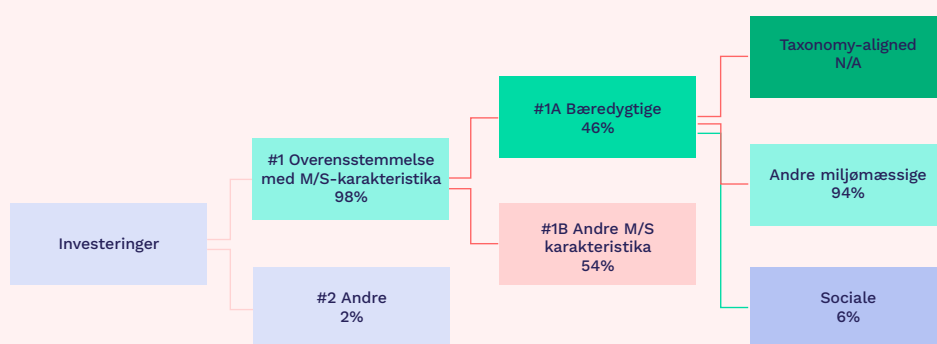 Investeringer
#1 Overensstemmelse
med M/S-karakteristika
98%
#2 Andre
2%
#1A Bæredygtige
46%
#1B Andre M/S
karakteristika
54%
Taxonomy-aligned
N/A
Andre miljømæssige
94%
Sociale
6%